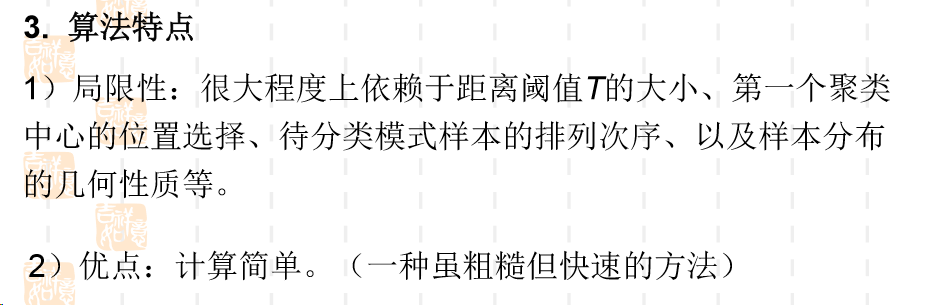 3. 算法特点
1）局限性：很大程度上依赖于距离阈值T的大小、第一个聚类
中心的位置选择、待分类模式样本的排列次序、以及样本分布
的几何性质等。
2）优点：计算简单。（一种虽粗糙但快速的方法）